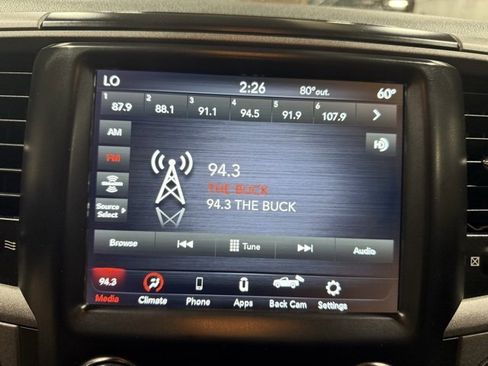 LO 2:26 80° out. 60°
1 87.9 2 88.1 3 91.1 4 94.5 5 91.9 6 107.9
AM
HD
FM
94.3
THE BUCK
Source Select
94.3 THE BUCK
Browse Tune Audio
94.3
Media Climate Phone Apps Back Cam Settings